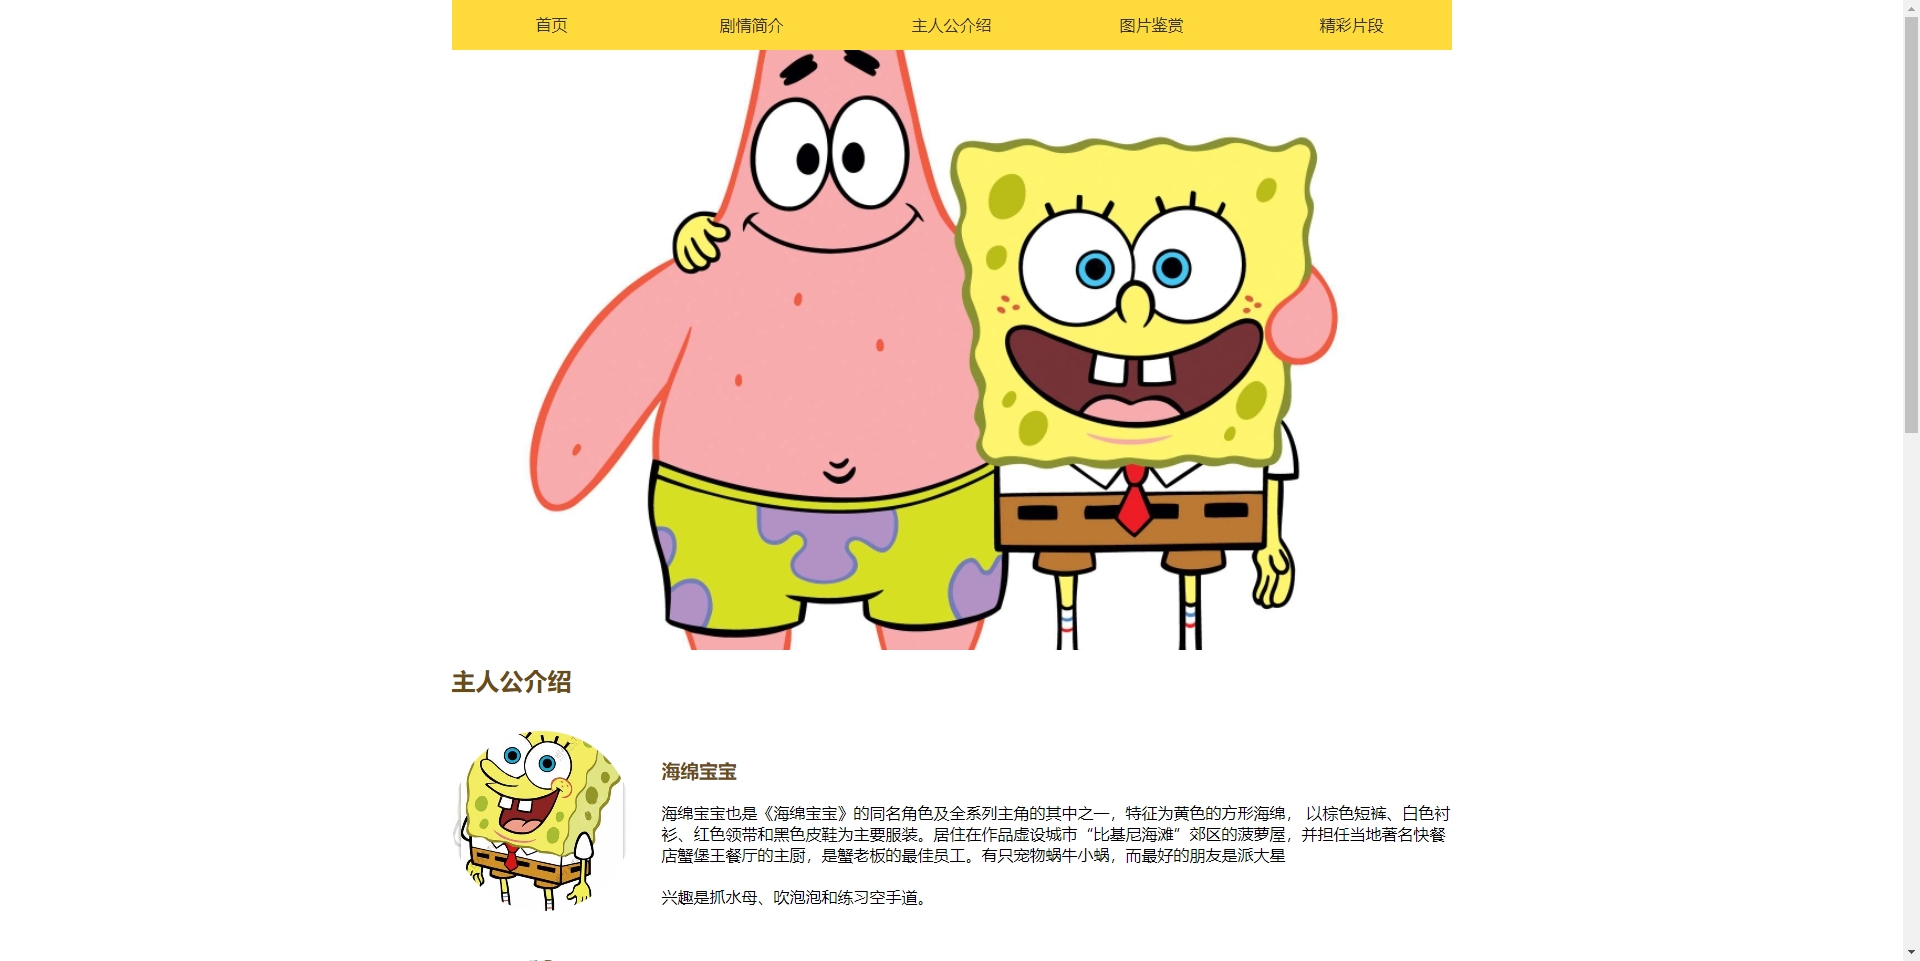 首页 剧情简介 主人公介绍 图片鉴赏 精彩片段
主人公介绍
海绵宝宝
海绵宝宝也是《海绵宝宝》的同名角色及全系列主角的其中之一，特征为黄色的方形海绵， 以棕色短裤、白色衬
衫、红色领带和黑色皮鞋为主要服装。居住在作品虚设城市“比基尼海滩”郊区的菠萝屋，并担任当地著名快餐
店蟹堡王餐厅的主厨，是蟹老板的最佳员工。有只宠物蜗牛小蜗，而最好的朋友是派大星
兴趣是抓水母、吹泡泡和练习空手道。